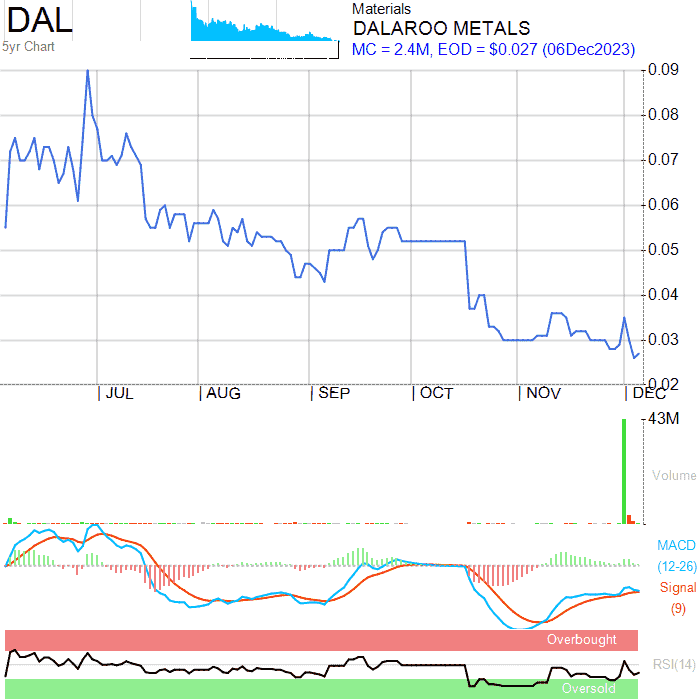 DAL
5yr Chart
Materials
DALAROO METALS
MC = 2.4M, EOD = $0.027 (06Dec2023)
0.09
0.08
0.07
0.06
0.05
0.04
0.03
0.02
JUL AUG SEP OCT NOV DEC
43M
Volume
MACD
(12-26)
Signal
(9)
Overbought
RSI(14)
Oversold